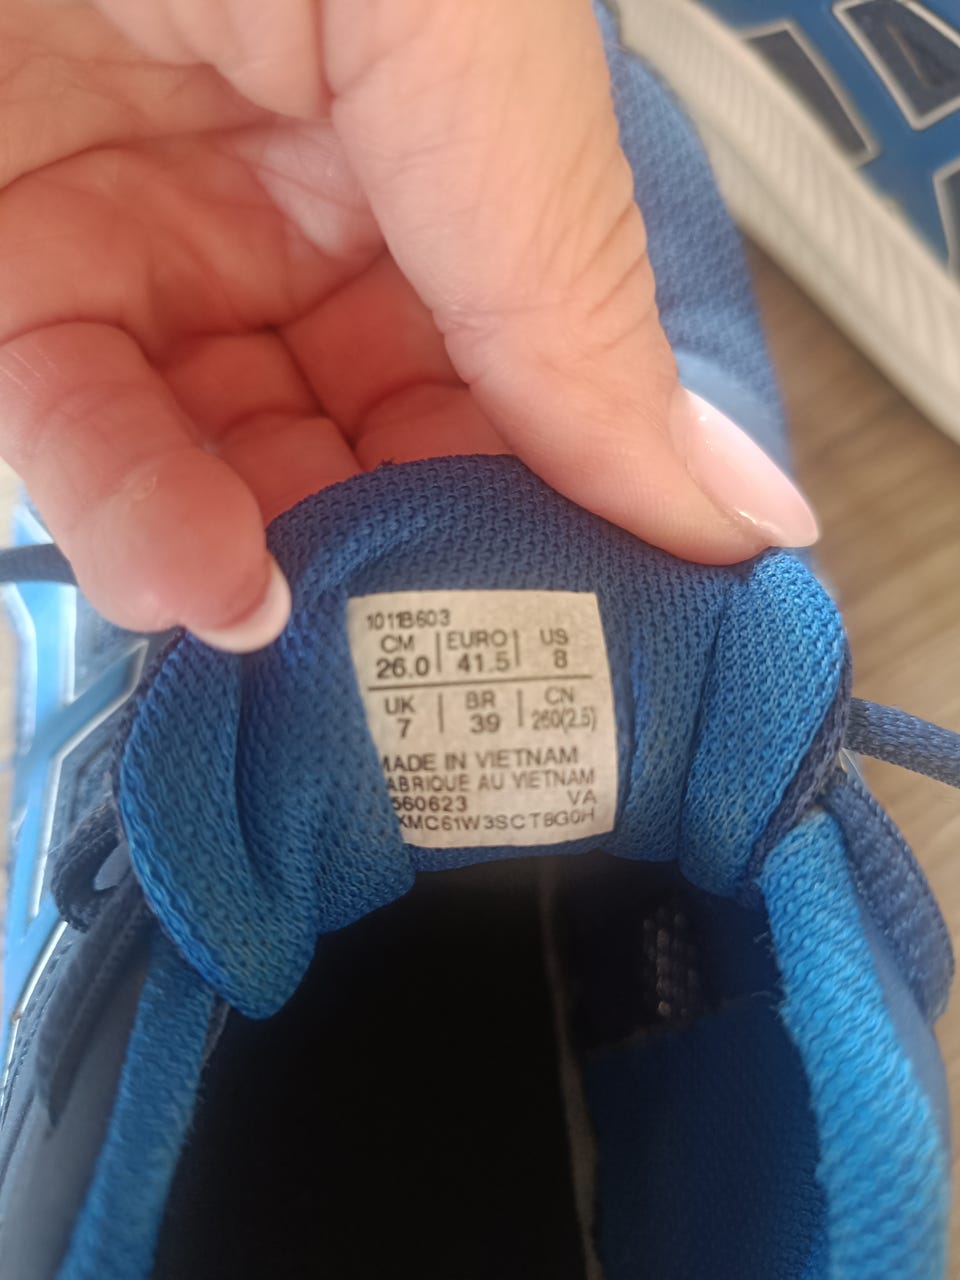 1011B603
CM | EURO | US
26.0 | 41.5 | 8
UK | BR | CN
7 | 39 | 260(2.5)
MADE IN VIETNAM
FABRIQUE AU VIETNAM
560623 VA
XMC61W3SCT8G0H